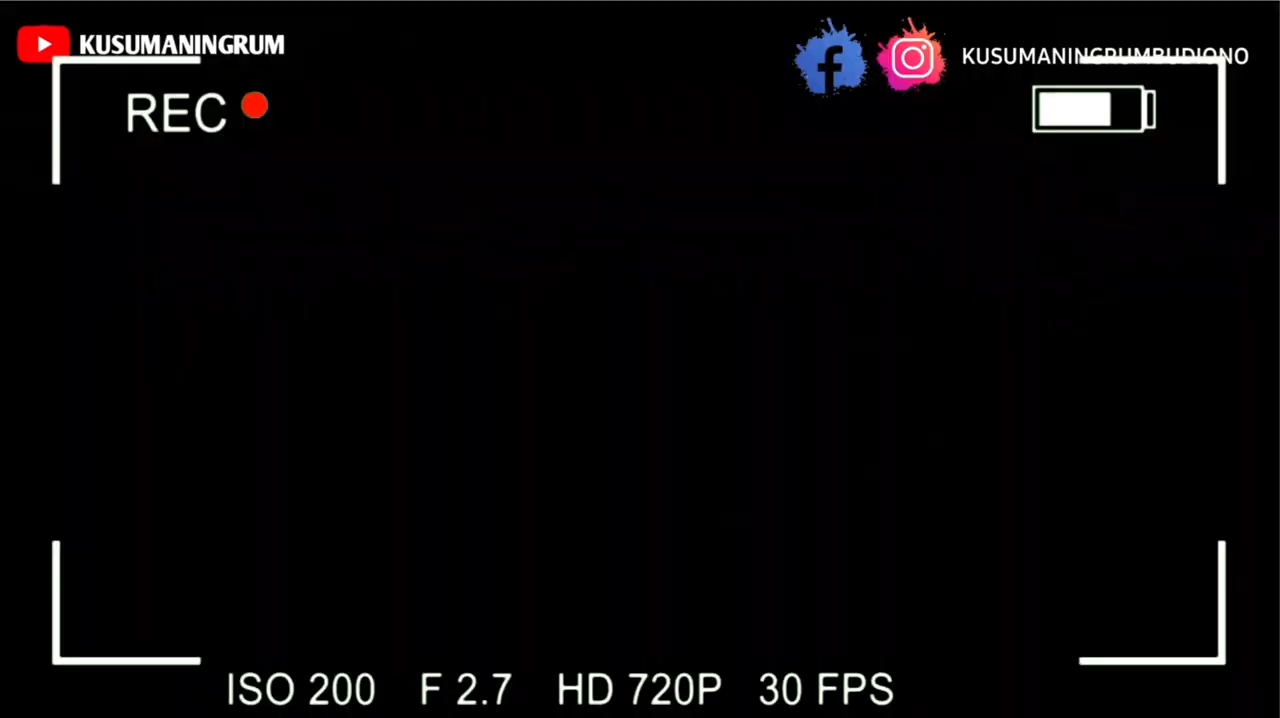 KUSUMANINGRUM
KUSUMANINGRUMBUDIONO
REC
ISO 200 F 2.7 HD 720P 30 FPS